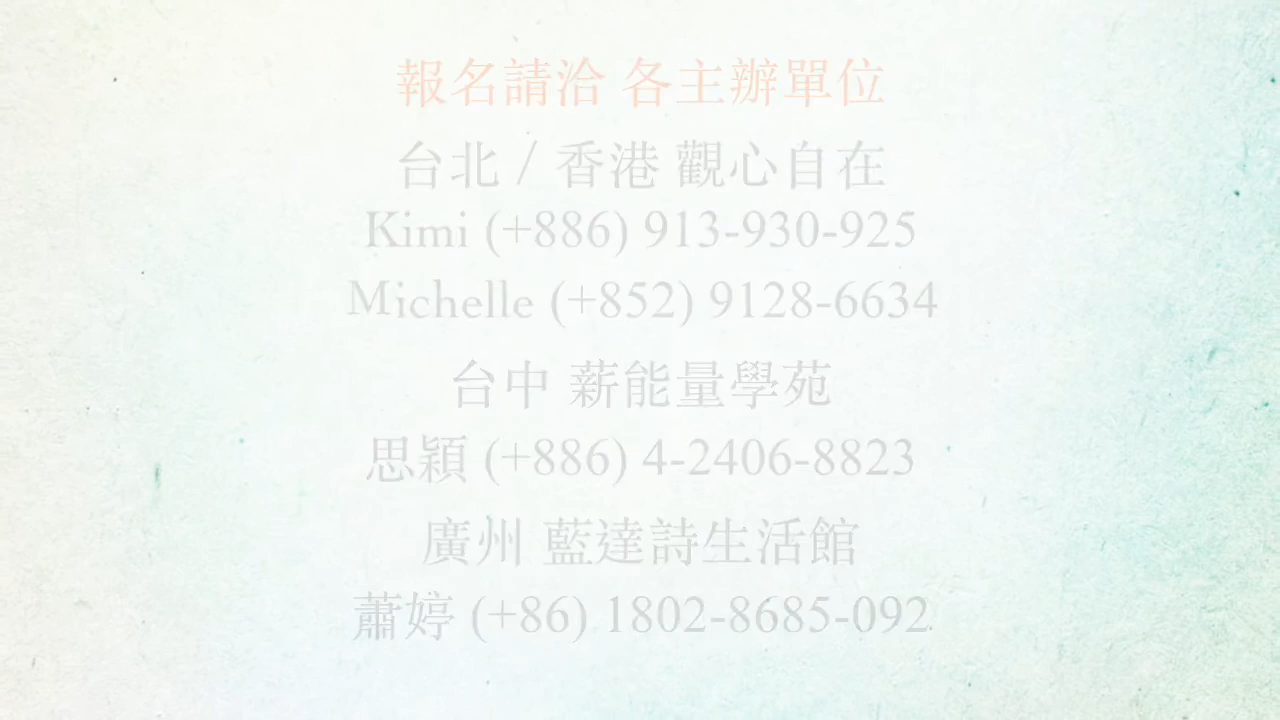 報名請洽 各主辦單位
台北 / 香港 觀心自在
Kimi (+886) 913-930-925
Michelle (+852) 9128-6634
台中 薪能量學苑
思穎 (+886) 4-2406-8823
廣州 藍達詩生活館
蕭婷 (+86) 1802-8685-092